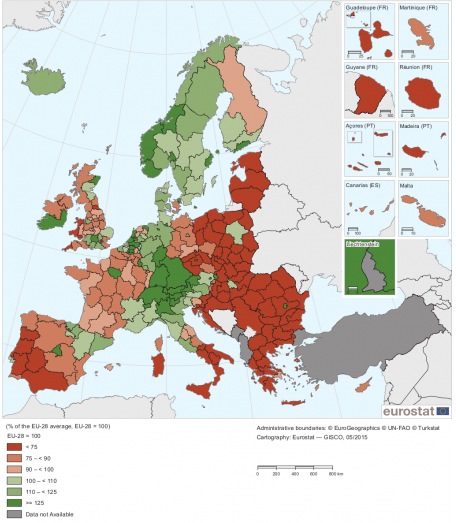 Guadeloupe (FR)
Martinique (FR)
Guyane (FR)
Réunion (FR)
Açores (PT)
Madeira (PT)
Canarias (ES)
Malta
Liechtenstein
eurostat
(% of the EU-28 average, EU-28 = 100)
EU-28 = 100
< 75
75 – < 90
90 – < 100
100 – < 110
110 – < 125
>= 125
Data not Available
Administrative boundaries: © EuroGeographics © UN-FAO © Turkstat
Cartography: Eurostat — GISCO, 05/2015
0 200 400 600 800 km